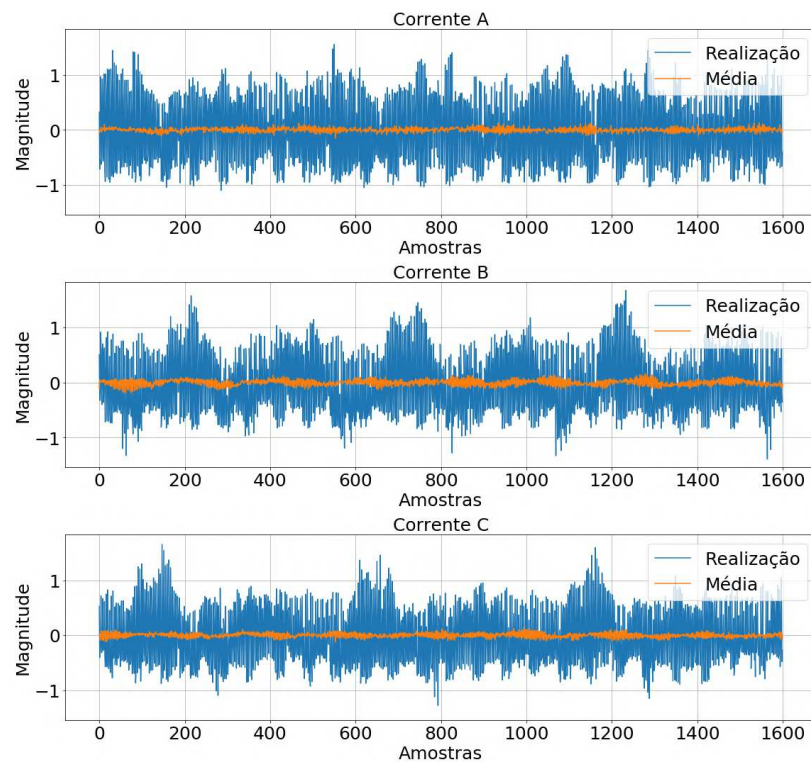 Corrente A
Realização
Média
Magnitude
1
0
−1
0 200 400 600 800 1000 1200 1400 1600
Amostras
Corrente B
Realização
Média
Magnitude
1
0
−1
0 200 400 600 800 1000 1200 1400 1600
Amostras
Corrente C
Realização
Média
Magnitude
1
0
−1
0 200 400 600 800 1000 1200 1400 1600
Amostras